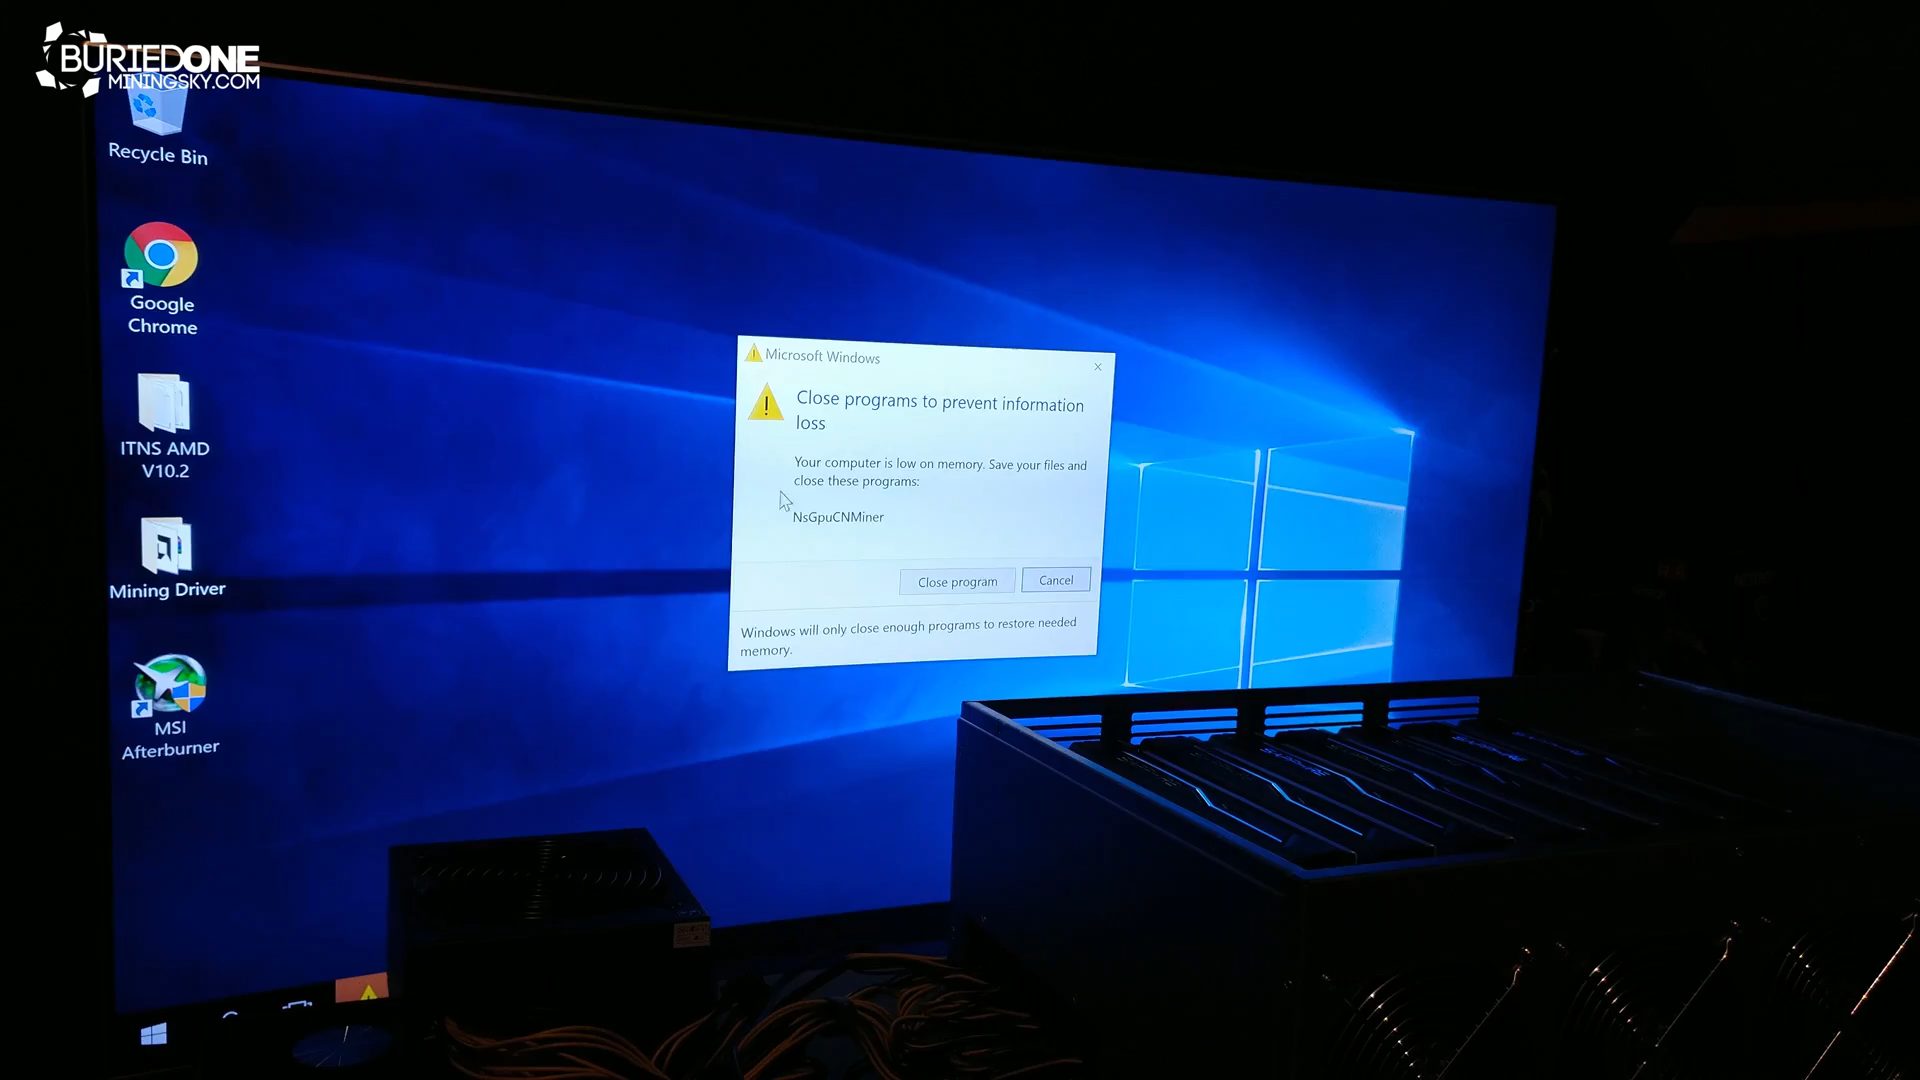 BURIEDONE
MININGSKY.COM
Recycle Bin
Google
Chrome
ITNS AMD
V10.2
Mining Driver
MSI
Afterburner
Microsoft Windows
Close programs to prevent information
loss
Your computer is low on memory. Save your files and
close these programs:
NsGpuCNMiner
Close program
Cancel
Windows will only close enough programs to restore needed
memory.
SAPPHIRE